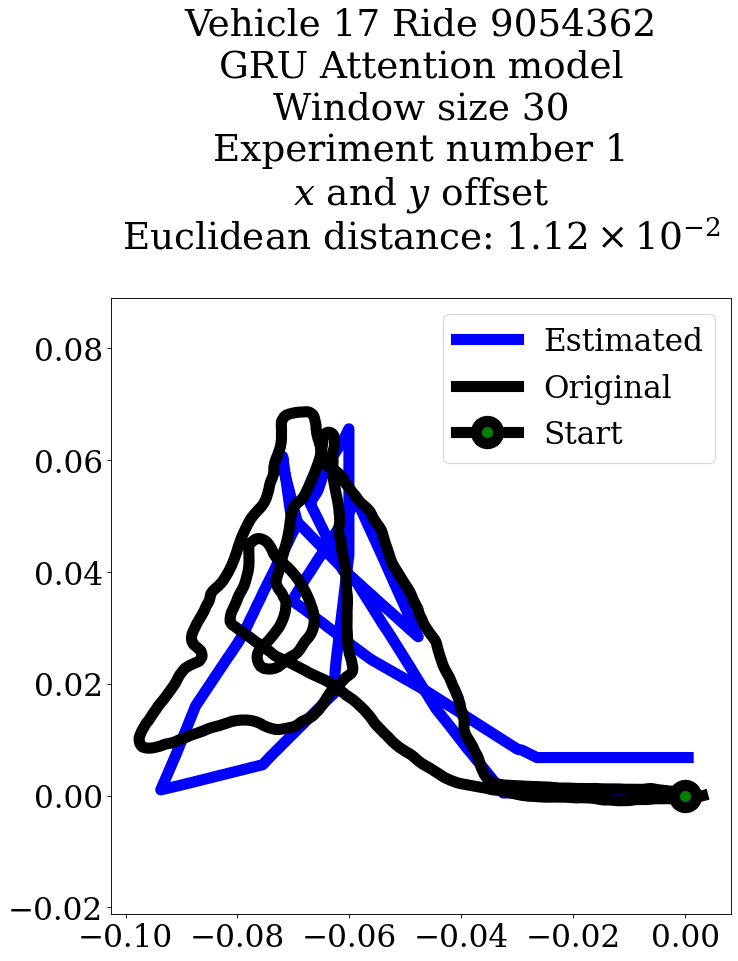 Vehicle 17 Ride 9054362
GRU Attention model
Window size 30
Experiment number 1
x and y offset
Euclidean distance: 1.12 × 10⁻²
Estimated
Original
Start
0.08
0.06
0.04
0.02
0.00
−0.02
−0.10 −0.08 −0.06 −0.04 −0.02 0.00